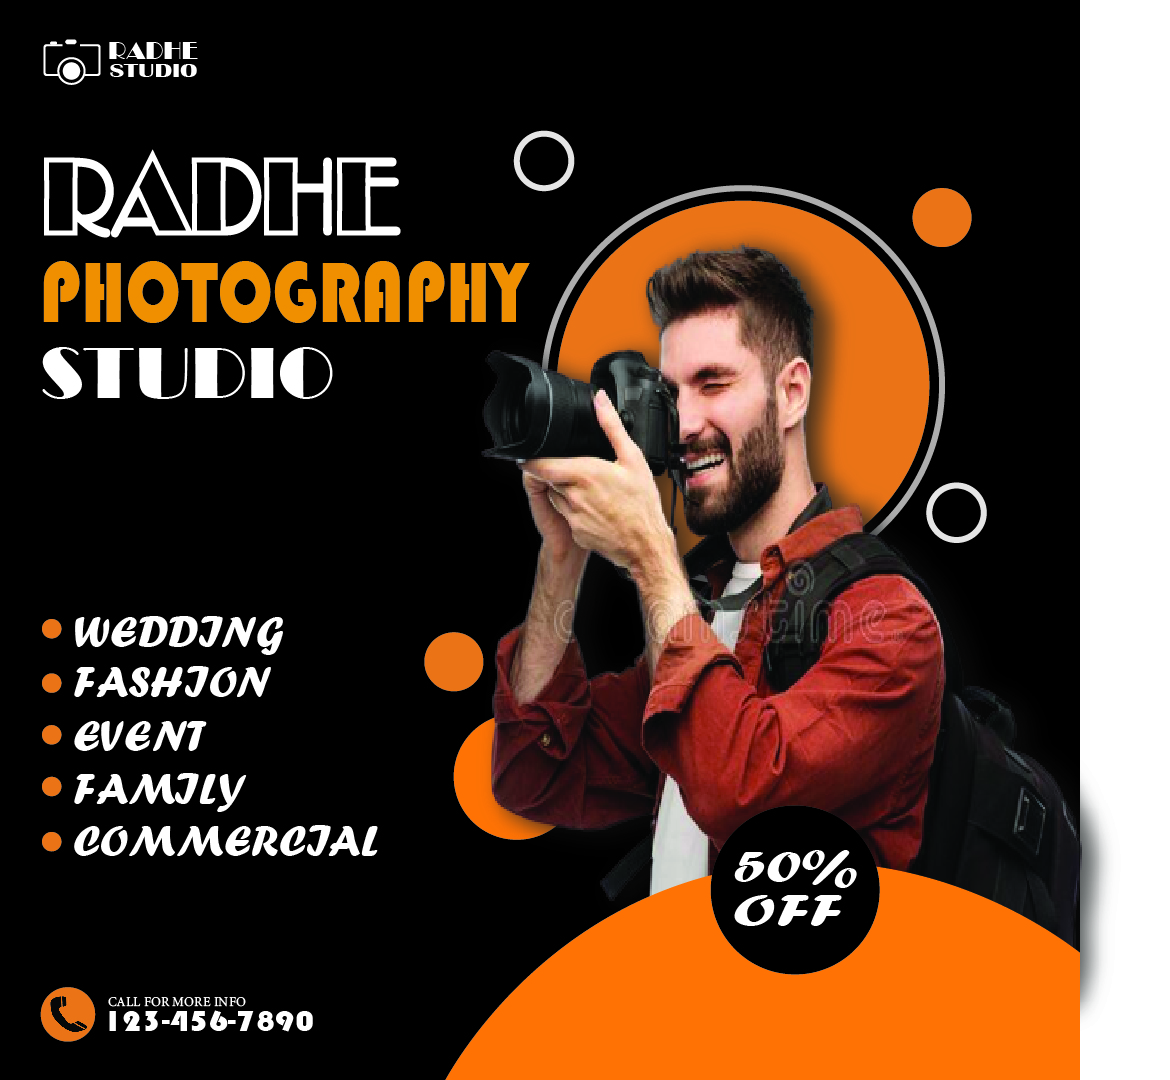 RADHE
STUDIO
RADHE
PHOTOGRAPHY
STUDIO
WEDDING
FASHION
EVENT
FAMILY
COMMERCIAL
50%
OFF
CALL FOR MORE INFO
123-456-7890